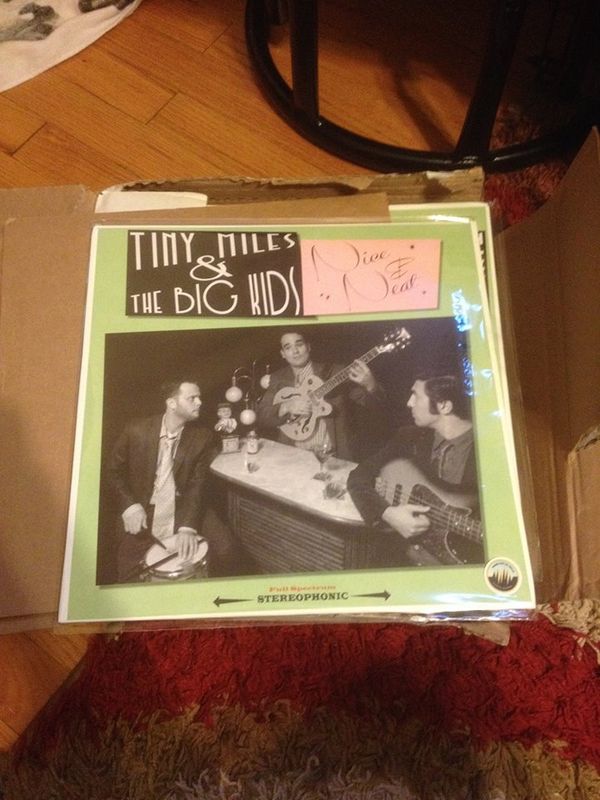 TINY MILES
&
THE BIG KIDS
Nice
&
Neat
Full Spectrum
STEREOPHONIC